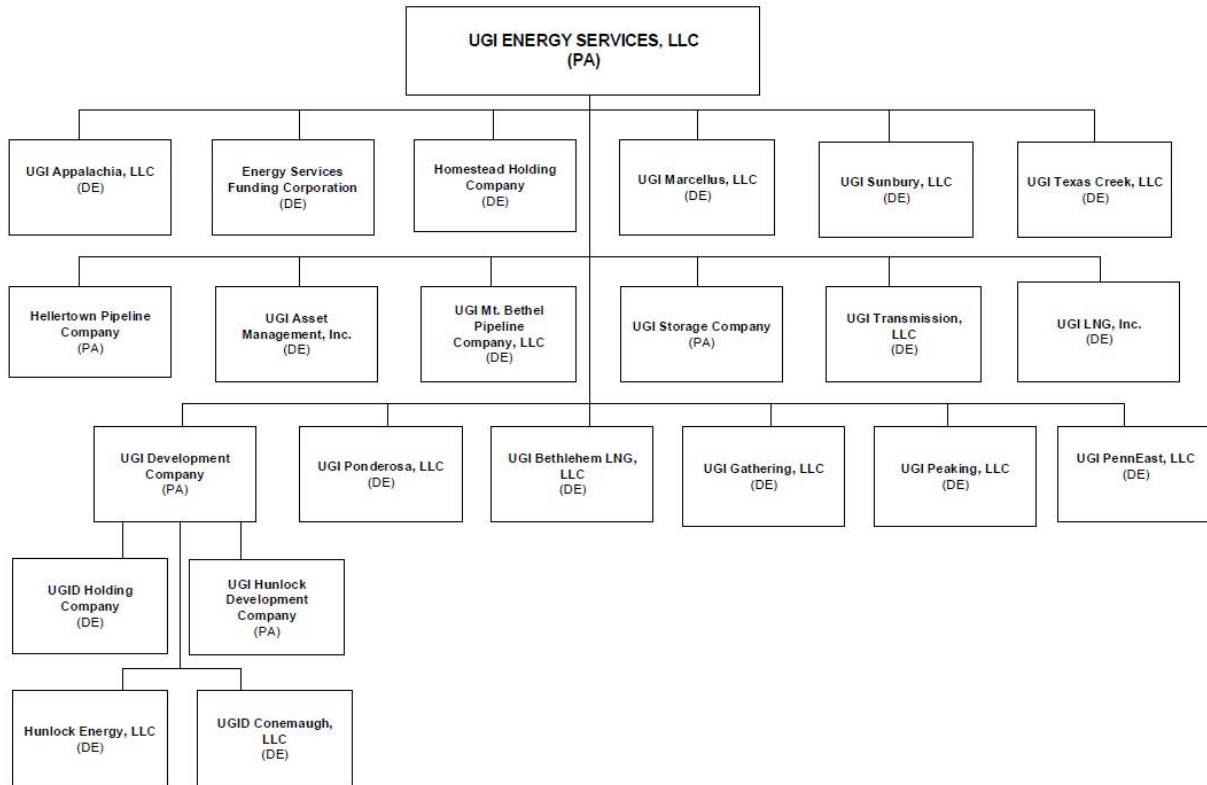 UGI ENERGY SERVICES, LLC
(PA)
UGI Appalachia, LLC
(DE)
Energy Services
Funding Corporation
(DE)
Homestead Holding
Company
(DE)
UGI Marcellus, LLC
(DE)
UGI Sunbury, LLC
(DE)
UGI Texas Creek, LLC
(DE)
Hellertown Pipeline
Company
(PA)
UGI Asset
Management, Inc.
(DE)
UGI Mt. Bethel
Pipeline
Company, LLC
(DE)
UGI Storage Company
(PA)
UGI Transmission,
LLC
(DE)
UGI LNG, Inc.
(DE)
UGI Development
Company
(PA)
UGI Ponderosa, LLC
(DE)
UGI Bethlehem LNG,
LLC
(DE)
UGI Gathering, LLC
(DE)
UGI Peaking, LLC
(DE)
UGI PennEast, LLC
(DE)
UGID Holding
Company
(DE)
UGI Hunlock
Development
Company
(PA)
Hunlock Energy, LLC
(DE)
UGID Conemaugh,
LLC
(DE)